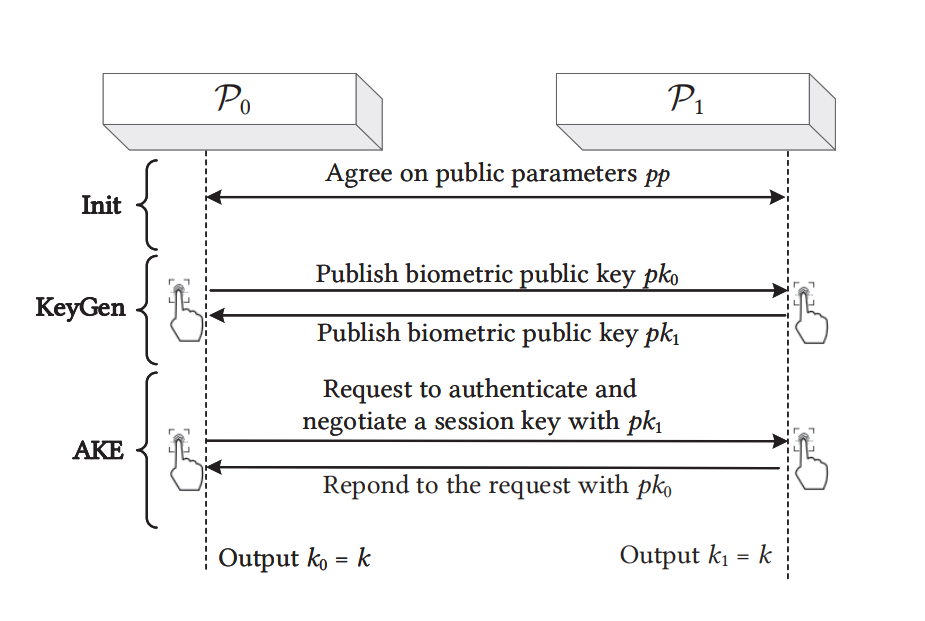 𝒫₀
𝒫₁
Agree on public parameters pp
Init
Publish biometric public key pk₀
KeyGen
Publish biometric public key pk₁
Request to authenticate and
negotiate a session key with pk₁
AKE
Repond to the request with pk₀
Output k₀ = k
Output k₁ = k